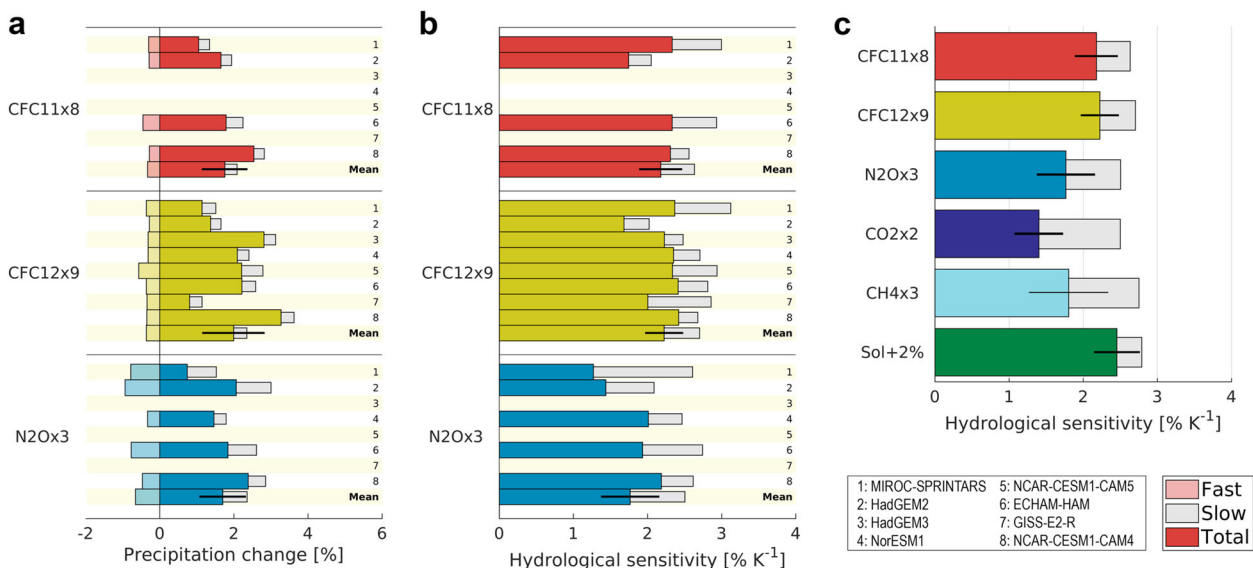 a
CFC11x8
1
2
3
4
5
6
7
8
Mean
CFC12x9
1
2
3
4
5
6
7
8
Mean
N2Ox3
1
2
3
4
5
6
7
8
Mean
-2 0 2 4 6
Precipitation change [%]
b
CFC11x8
1
2
3
4
5
6
7
8
Mean
CFC12x9
1
2
3
4
5
6
7
8
Mean
N2Ox3
1
2
3
4
5
6
7
8
Mean
0 1 2 3 4
Hydrological sensitivity [% K⁻¹]
c
CFC11x8
CFC12x9
N2Ox3
CO2x2
CH4x3
Sol+2%
0 1 2 3 4
Hydrological sensitivity [% K⁻¹]
1: MIROC-SPRINTARS 5: NCAR-CESM1-CAM5
2: HadGEM2 6: ECHAM-HAM
3: HadGEM3 7: GISS-E2-R
4: NorESM1 8: NCAR-CESM1-CAM4
Fast
Slow
Total